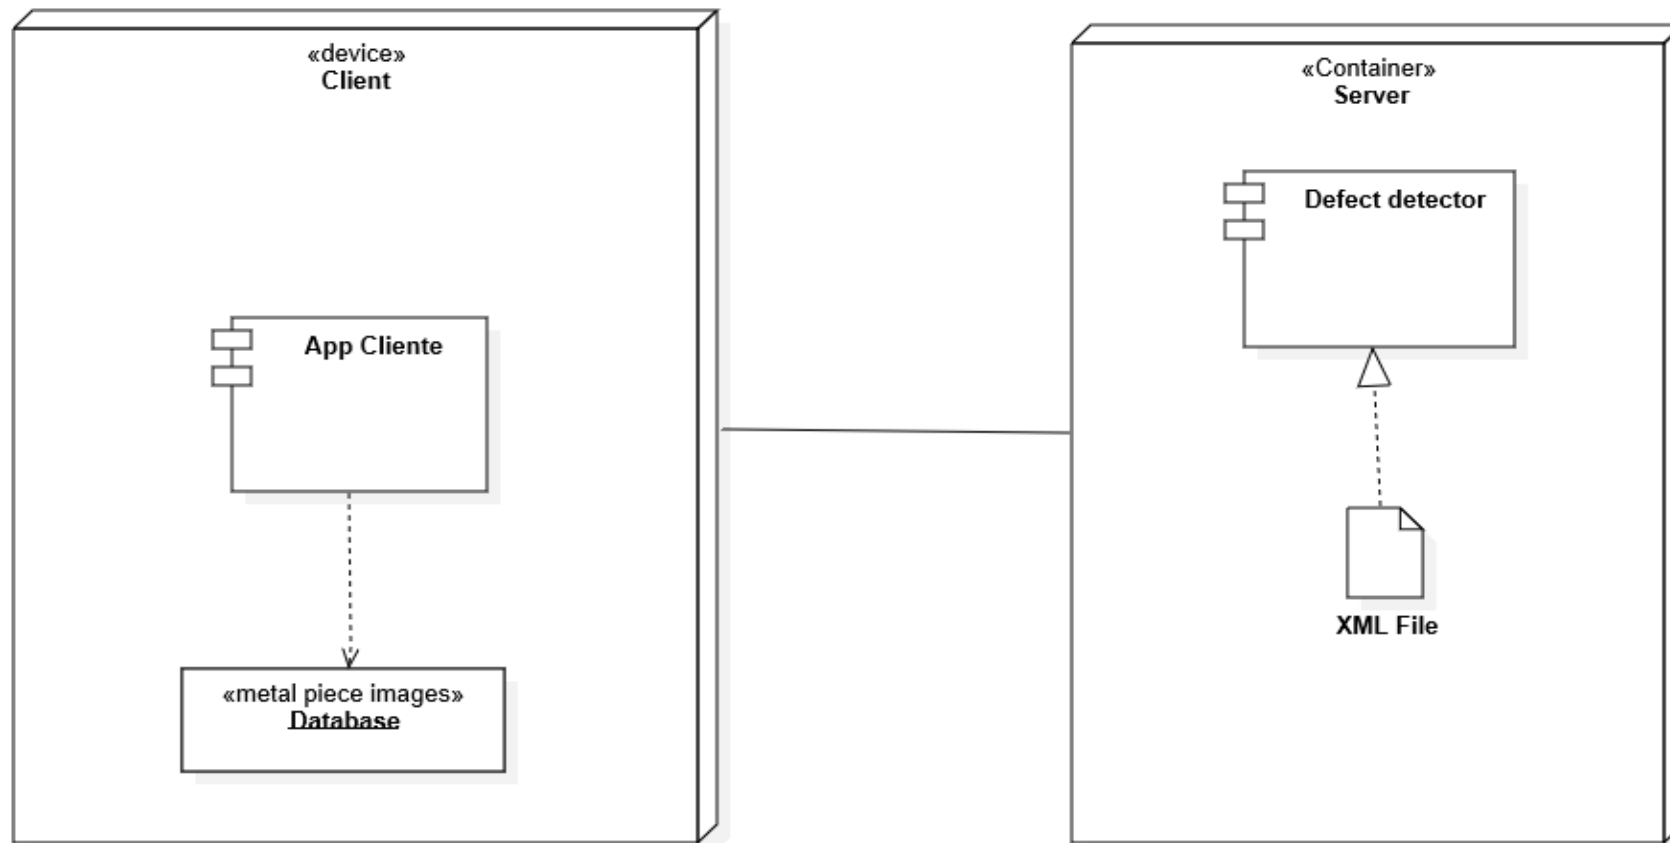 «device»
Client
App Cliente
«metal piece images»
Database
«Container»
Server
Defect detector
XML File